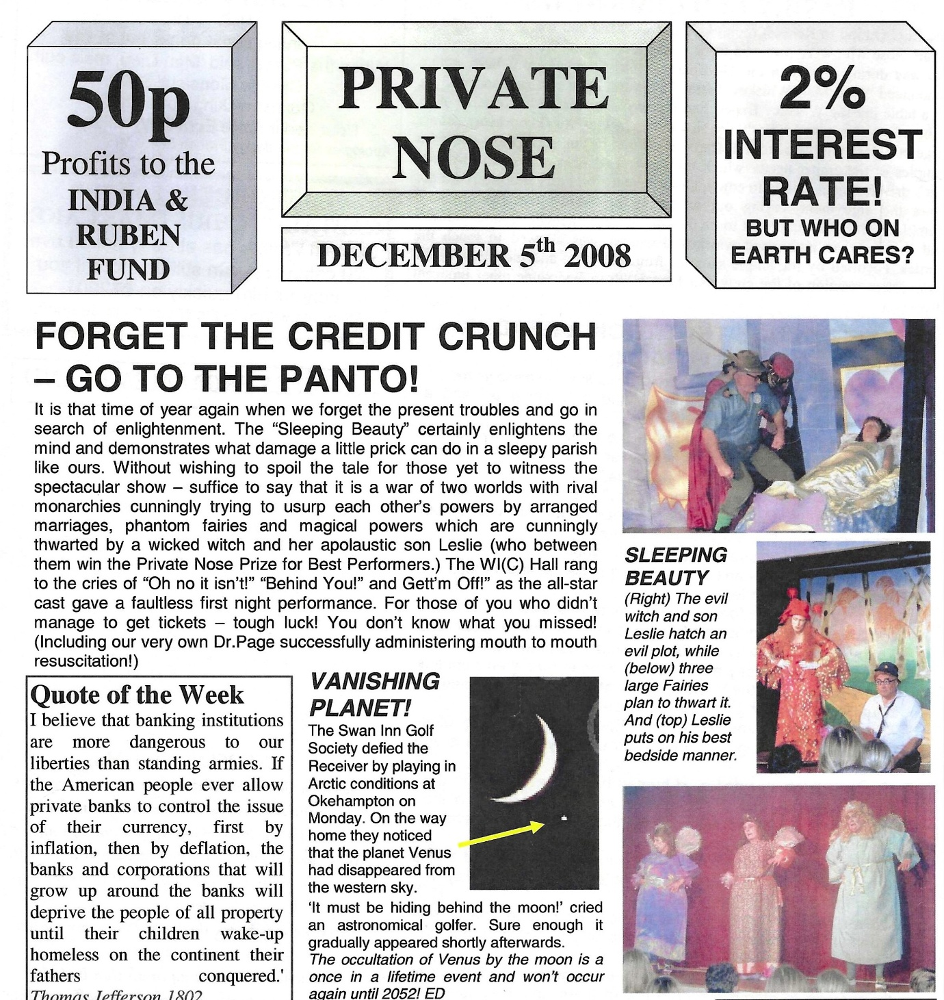 50p
Profits to the
INDIA &
RUBEN
FUND
PRIVATE
NOSE
DECEMBER 5th 2008
2%
INTEREST
RATE!
BUT WHO ON
EARTH CARES?
FORGET THE CREDIT CRUNCH
– GO TO THE PANTO!
It is that time of year again when we forget the present troubles and go in
search of enlightenment. The “Sleeping Beauty” certainly enlightens the
mind and demonstrates what damage a little prick can do in a sleepy parish
like ours. Without wishing to spoil the tale for those yet to witness the
spectacular show – suffice to say that it is a war of two worlds with rival
monarchies cunningly trying to usurp each other's powers by arranged
marriages, phantom fairies and magical powers which are cunningly
thwarted by a wicked witch and her apolaustic son Leslie (who between
them win the Private Nose Prize for Best Performers.) The WI(C) Hall rang
to the cries of “Oh no it isn't!” “Behind You!” and Gett'm Off!” as the all-star
cast gave a faultless first night performance. For those of you who didn't
manage to get tickets – tough luck! You don't know what you missed!
(Including our very own Dr.Page successfully administering mouth to mouth
resuscitation!)
Quote of the Week
I believe that banking institutions
are more dangerous to our
liberties than standing armies. If
the American people ever allow
private banks to control the issue
of their currency, first by
inflation, then by deflation, the
banks and corporations that will
grow up around the banks will
deprive the people of all property
until their children wake-up
homeless on the continent their
fathers conquered.'
Thomas Jefferson 1802
VANISHING
PLANET!
The Swan Inn Golf
Society defied the
Receiver by playing in
Arctic conditions at
Okehampton on
Monday. On the way
home they noticed
that the planet Venus
had disappeared from
the western sky.
‘It must be hiding behind the moon!’ cried
an astronomical golfer. Sure enough it
gradually appeared shortly afterwards.
The occultation of Venus by the moon is a
once in a lifetime event and won't occur
again until 2052! ED
SLEEPING
BEAUTY
(Right) The evil
witch and son
Leslie hatch an
evil plot, while
(below) three
large Fairies
plan to thwart it.
And (top) Leslie
puts on his best
bedside manner.